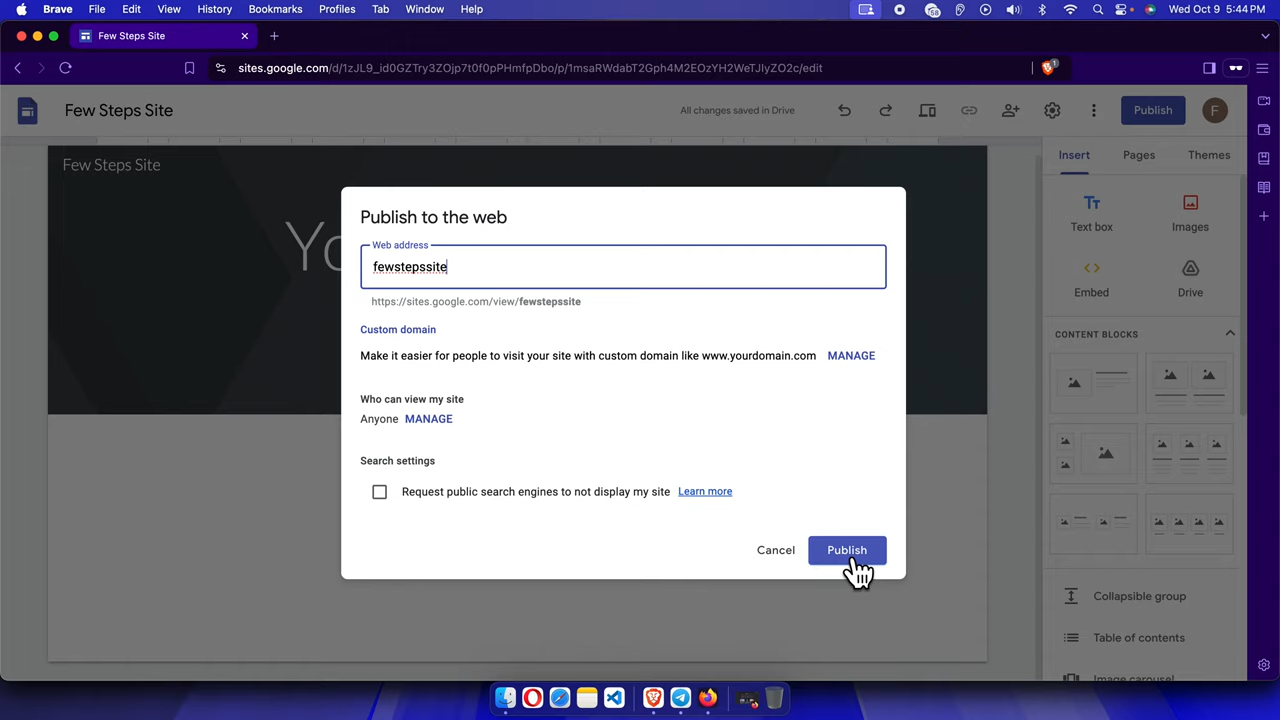 Brave File Edit View History Bookmarks Profiles Tab Window Help Wed Oct 9 5:44 PM
Few Steps Site
sites.google.com/d/1zJL9_id0GZTry3ZOjp7t0f0pPHmfpDbo/p/1msaRWdabT2Gph4M2EOzYH2WeTJIyZO2c/edit
1
Few Steps Site
All changes saved in Drive
Publish
F
Insert Pages Themes
Few Steps Site
Yo
Text box
Images
Embed
Drive
CONTENT BLOCKS
Collapsible group
Table of contents
Image carousel
Publish to the web
Web address
fewstepssite
https://sites.google.com/view/fewstepssite
Custom domain
Make it easier for people to visit your site with custom domain like www.yourdomain.com MANAGE
Who can view my site
Anyone MANAGE
Search settings
Request public search engines to not display my site Learn more
Cancel Publish